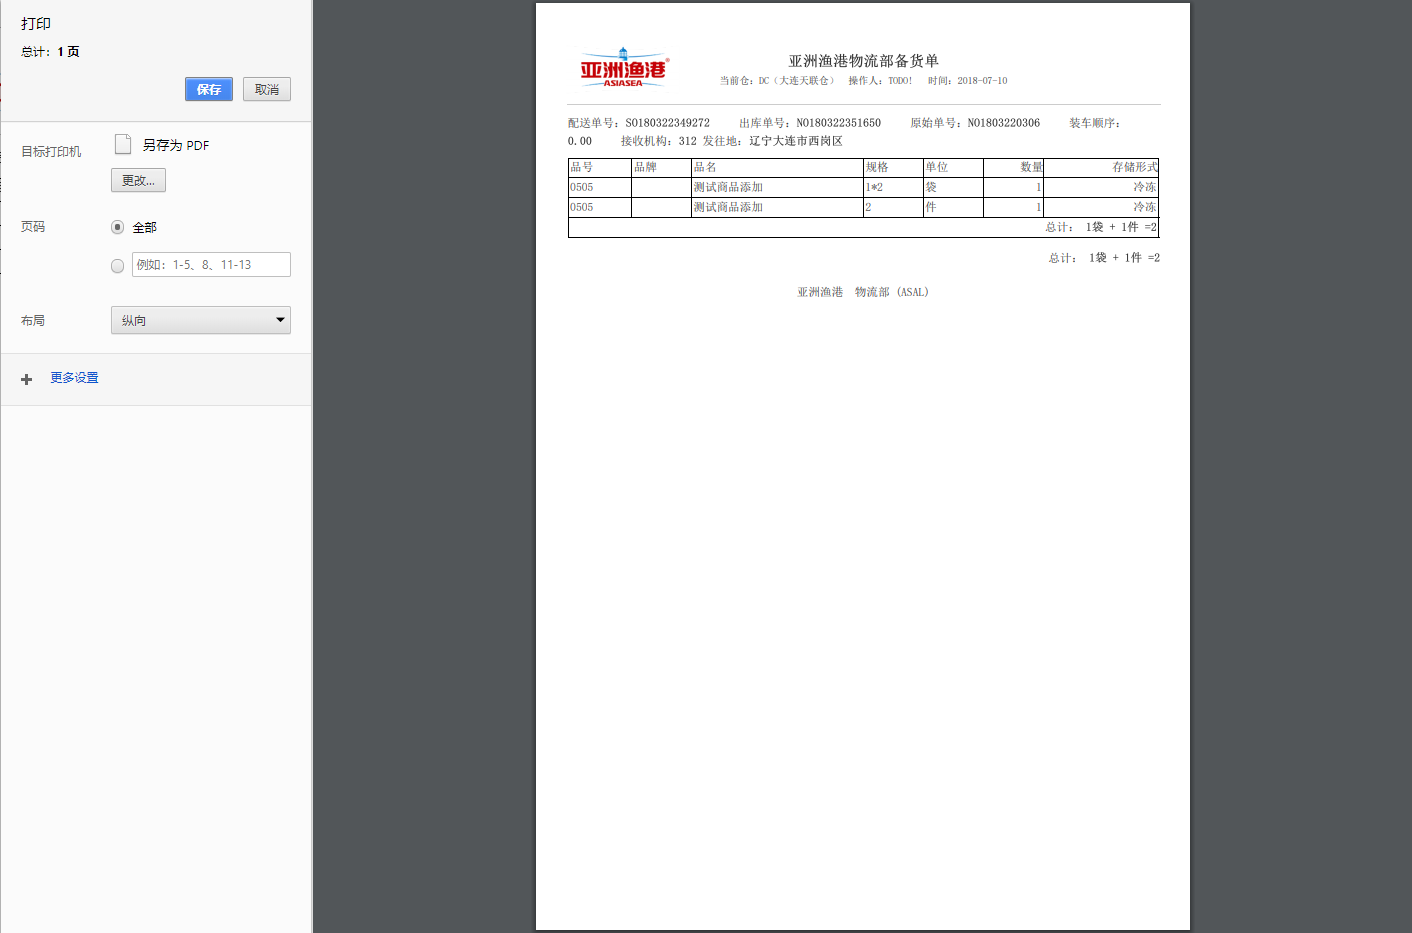 打印
总计：1 页
保存 取消
目标打印机 另存为 PDF
更改...
页码 全部
例如：1-5、8、11-13
布局 纵向
更多设置
亚洲渔港®
ASIASEA
亚洲渔港物流部备货单
当前仓：DC（大连天联仓） 操作人：TODO! 时间：2018-07-10
配送单号：SO180322349272 出库单号：NO180322351650 原始单号：NO1803220306 装车顺序：
0.00 接收机构：312 发往地：辽宁大连市西岗区
品号 品牌 品名 规格 单位 数量 存储形式
0505 测试商品添加 1*2 袋 1 冷冻
0505 测试商品添加 2 件 1 冷冻
总计： 1袋 + 1件 =2
总计： 1袋 + 1件 =2
亚洲渔港 物流部 (ASAL)